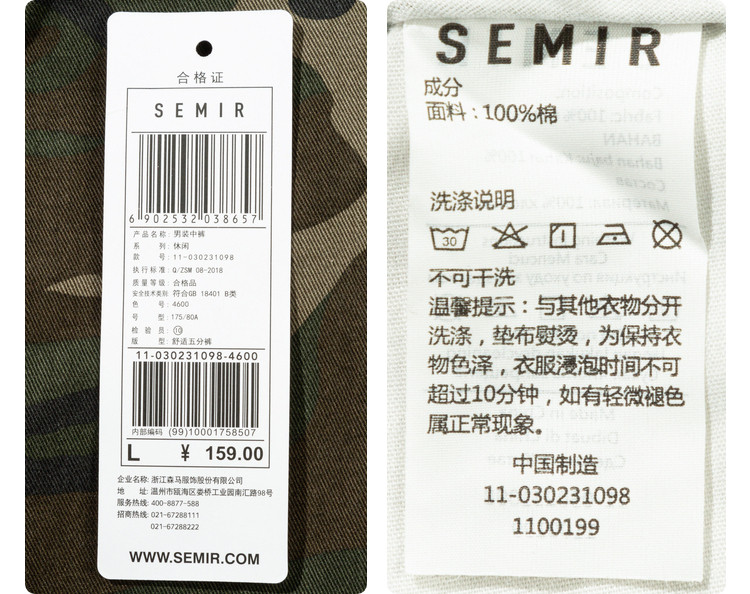 合格证
SEMIR
6 902532 038657
产品名称: 男装中裤
系 列: 休闲
款 号: 11-030231098
执行标准: Q/ZSM 08-2018
质量等级: 合格品
安全技术类别: 符合GB 18401 B类
色 号: 4600
号 型: 175/80A
检 验 员: ⑩
版 型: 舒适五分裤
11-030231098-4600
内部编码 (99)10001758507
L ¥ 159.00
企业名称: 浙江森马服饰股份有限公司
地 址: 温州市瓯海区娄桥工业园南汇路98号
服务热线: 400-8877-588
招商热线: 021-67288111
021-67288222
WWW.SEMIR.COM
SEMIR
成分
面料: 100%棉
洗涤说明
30
不可干洗
温馨提示: 与其他衣物分开
洗涤, 垫布熨烫, 为保持衣
物色泽, 衣服浸泡时间不可
超过10分钟, 如有轻微褪色
属正常现象。
中国制造
11-030231098
1100199